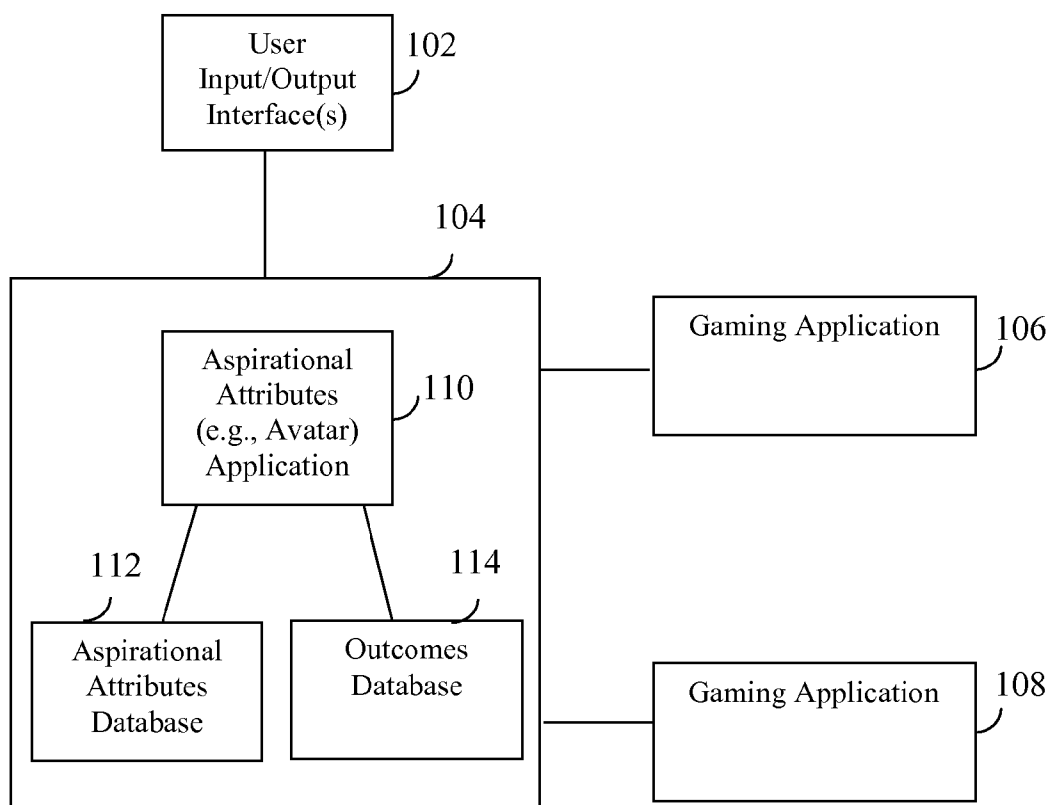 User
Input/Output
Interface(s)
102
104
Aspirational
Attributes
(e.g., Avatar)
Application
110
Gaming Application
106
112
114
Aspirational
Attributes
Database
Outcomes
Database
Gaming Application
108